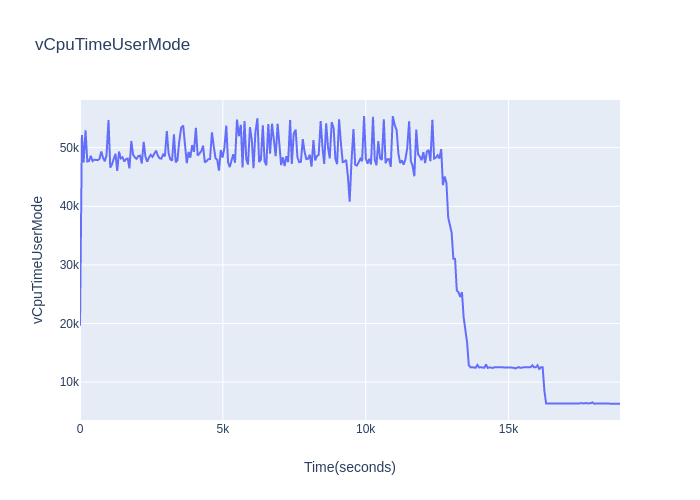 vCpuTimeUserMode
50k
40k
30k
20k
10k
vCpuTimeUserMode
0
5k
10k
15k
Time(seconds)